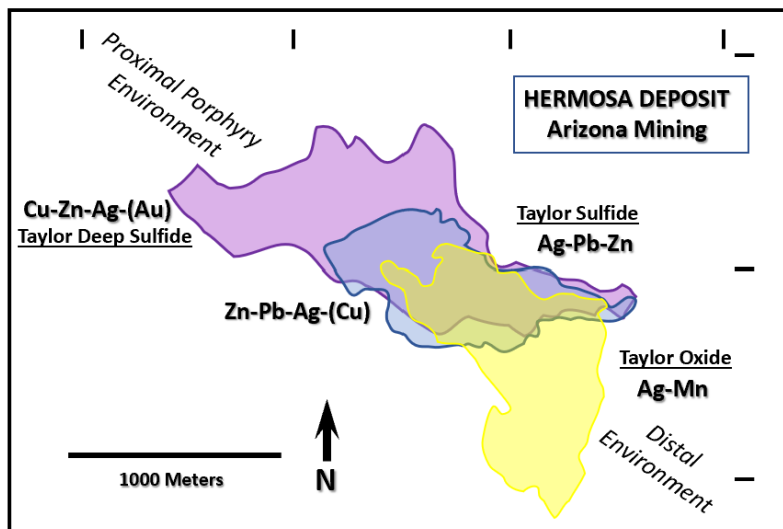 Proximal Porphyry
Environment
HERMOSA DEPOSIT
Arizona Mining
Cu-Zn-Ag-(Au)
Taylor Deep Sulfide
Taylor Sulfide
Ag-Pb-Zn
Zn-Pb-Ag-(Cu)
Taylor Oxide
Ag-Mn
Distal
Environment
1000 Meters
N